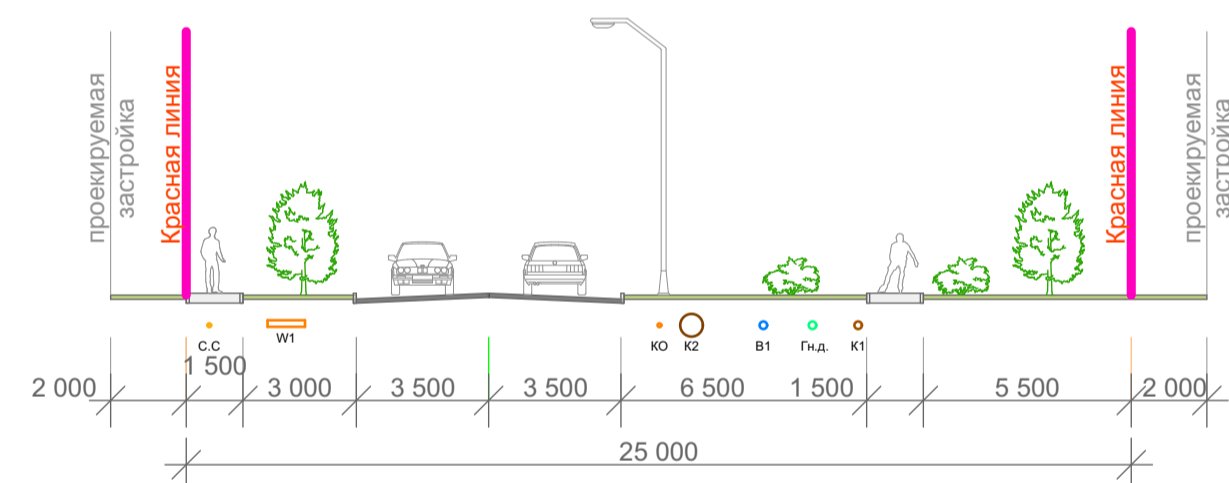 проекируемая
застройка
Красная линия
Красная линия
проекируемая
застройка
С.С
W1
КО
К2
В1
Гн.д.
К1
1 500
2 000
3 000
3 500
3 500
6 500
1 500
5 500
2 000
25 000